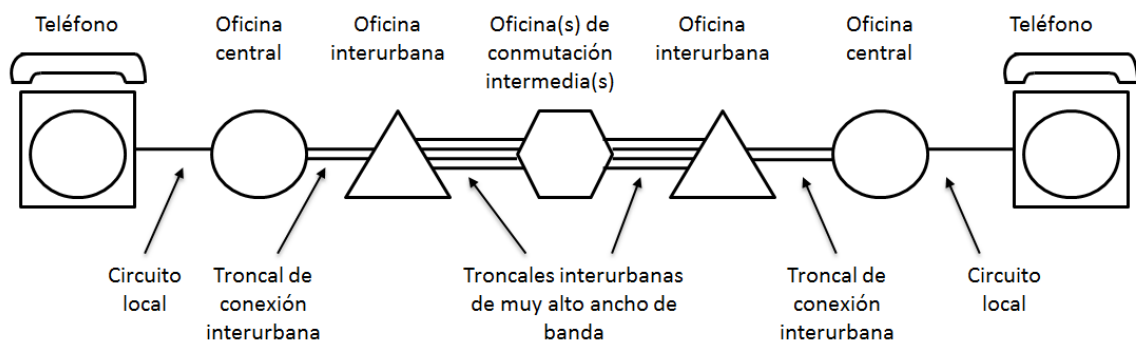 Teléfono
Oficina
central
Oficina
interurbana
Oficina(s) de
conmutación
intermedia(s)
Oficina
interurbana
Oficina
central
Teléfono
Circuito
local
Troncal de
conexión
interurbana
Troncales interurbanas
de muy alto ancho de
banda
Troncal de
conexión
interurbana
Circuito
local